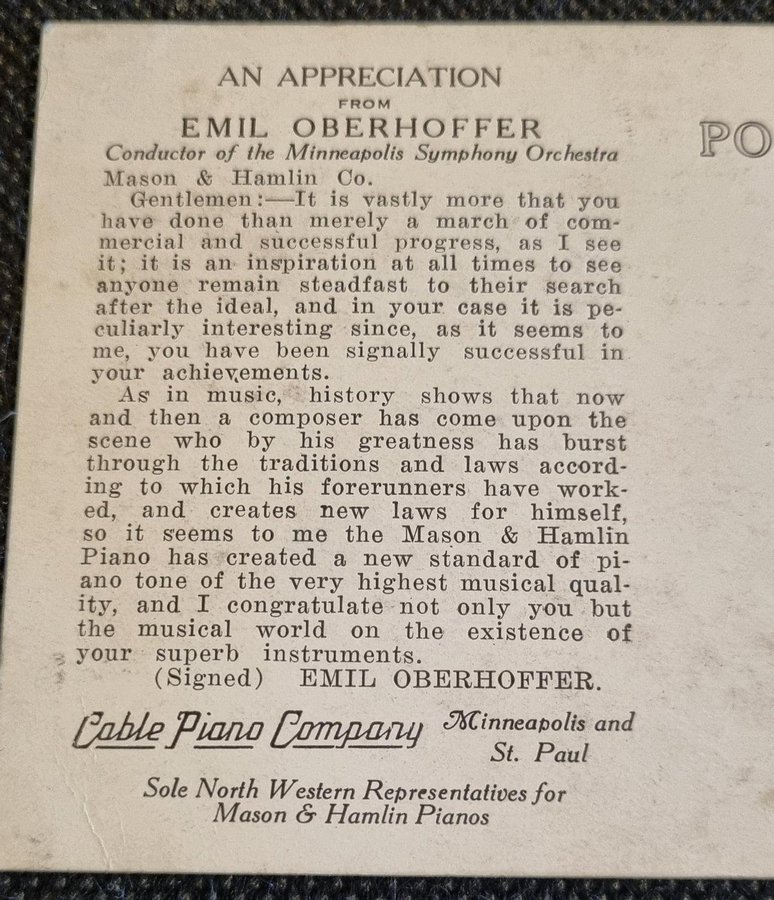 AN APPRECIATION
FROM
EMIL OBERHOFFER
Conductor of the Minneapolis Symphony Orchestra
Mason & Hamlin Co.
Gentlemen:—It is vastly more that you
have done than merely a march of com-
mercial and successful progress, as I see
it; it is an inspiration at all times to see
anyone remain steadfast to their search
after the ideal, and in your case it is pe-
culiarly interesting since, as it seems to
me, you have been signally successful in
your achievements.
As in music, history shows that now
and then a composer has come upon the
scene who by his greatness has burst
through the traditions and laws accord-
ing to which his forerunners have work-
ed, and creates new laws for himself,
so it seems to me the Mason & Hamlin
Piano has created a new standard of pi-
ano tone of the very highest musical qual-
ity, and I congratulate not only you but
the musical world on the existence of
your superb instruments.
(Signed) EMIL OBERHOFFER.
Cable Piano Company Minneapolis and
St. Paul
Sole North Western Representatives for
Mason & Hamlin Pianos
PO